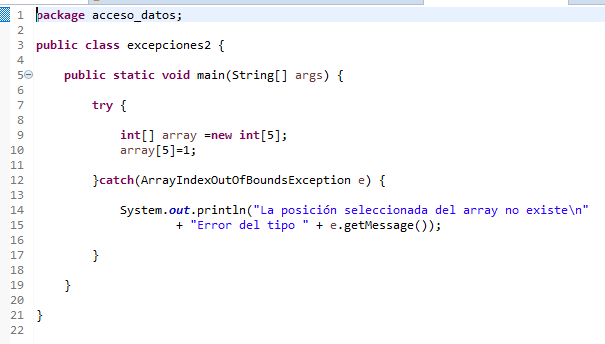 1 package acceso_datos;
2
3 public class excepciones2 {
4
5 public static void main(String[] args) {
6
7 try {
8
9 int[] array =new int[5];
10 array[5]=1;
11
12 }catch(ArrayIndexOutOfBoundsException e) {
13
14 System.out.println("La posición seleccionada del array no existe\n"
15 + "Error del tipo " + e.getMessage());
16
17 }
18
19 }
20
21 }
22